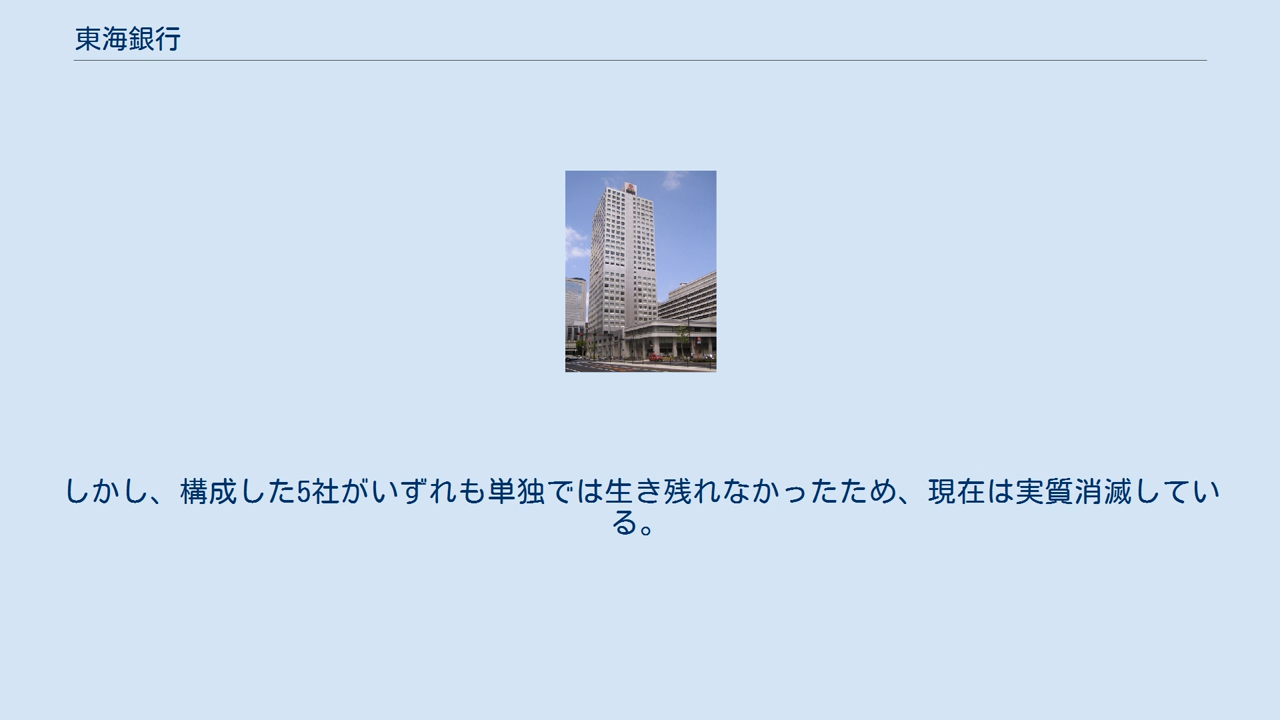 東海銀行
しかし、構成した5社がいずれも単独では生き残れなかったため、現在は実質消滅してい
る。